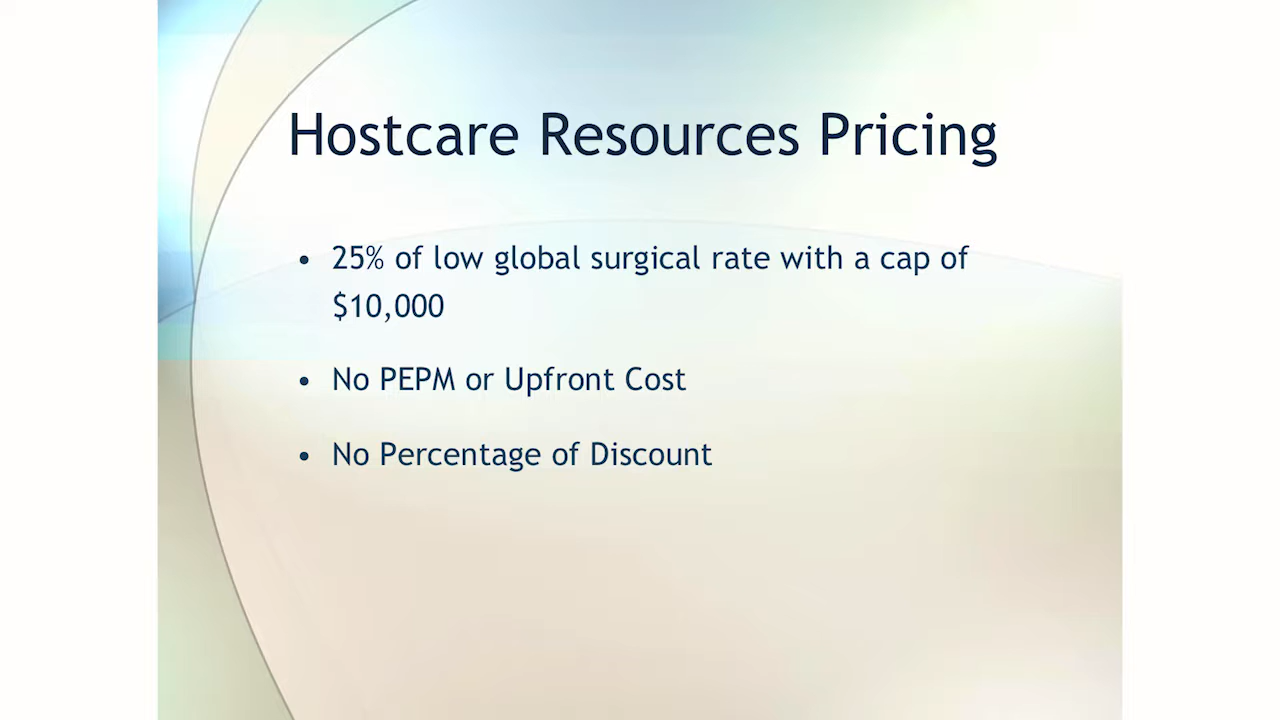 Hostcare Resources Pricing
• 25% of low global surgical rate with a cap of
$10,000
• No PEPM or Upfront Cost
• No Percentage of Discount